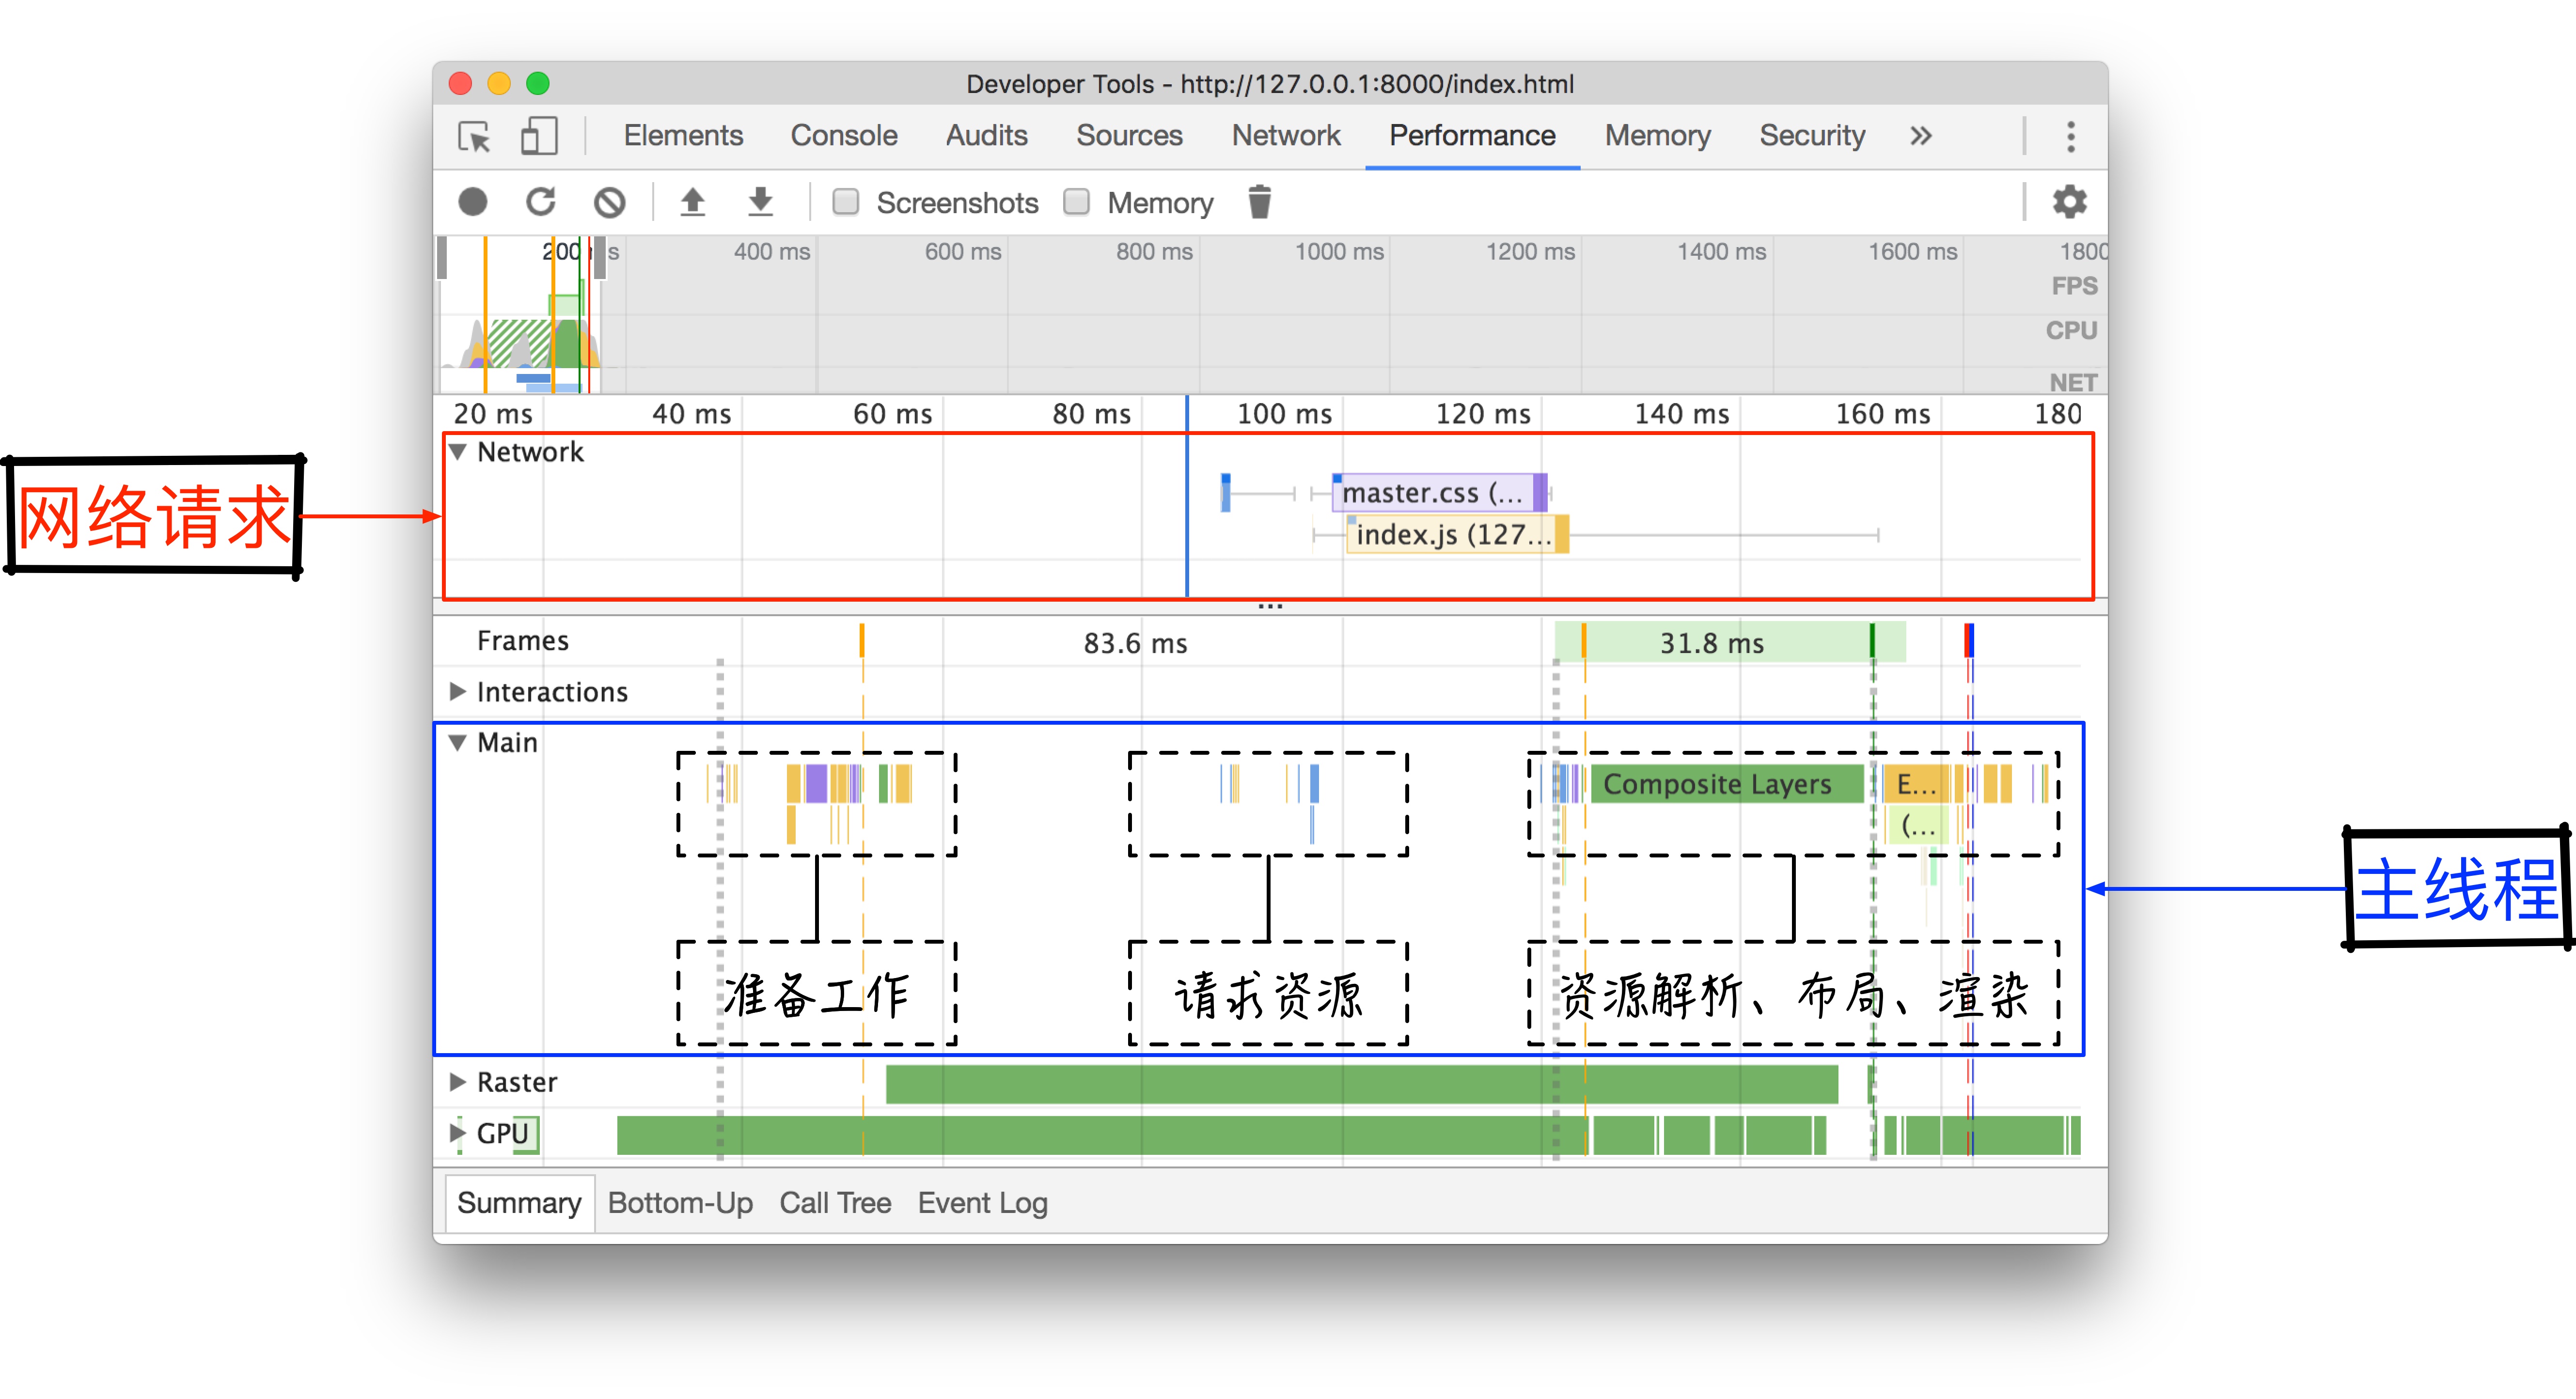 Developer Tools - http://127.0.0.1:8000/index.html
Elements Console Audits Sources Network Performance Memory Security »
Screenshots Memory
200 ms 400 ms 600 ms 800 ms 1000 ms 1200 ms 1400 ms 1600 ms 1800
FPS
CPU
NET
20 ms 40 ms 60 ms 80 ms 100 ms 120 ms 140 ms 160 ms 180
Network
master.css (...
网络请求
index.js (127...
...
Frames 83.6 ms 31.8 ms
Interactions
Main
Composite Layers E...
(...
主线程
准备工作 请求资源 资源解析、布局、渲染
Raster
GPU
Summary Bottom-Up Call Tree Event Log